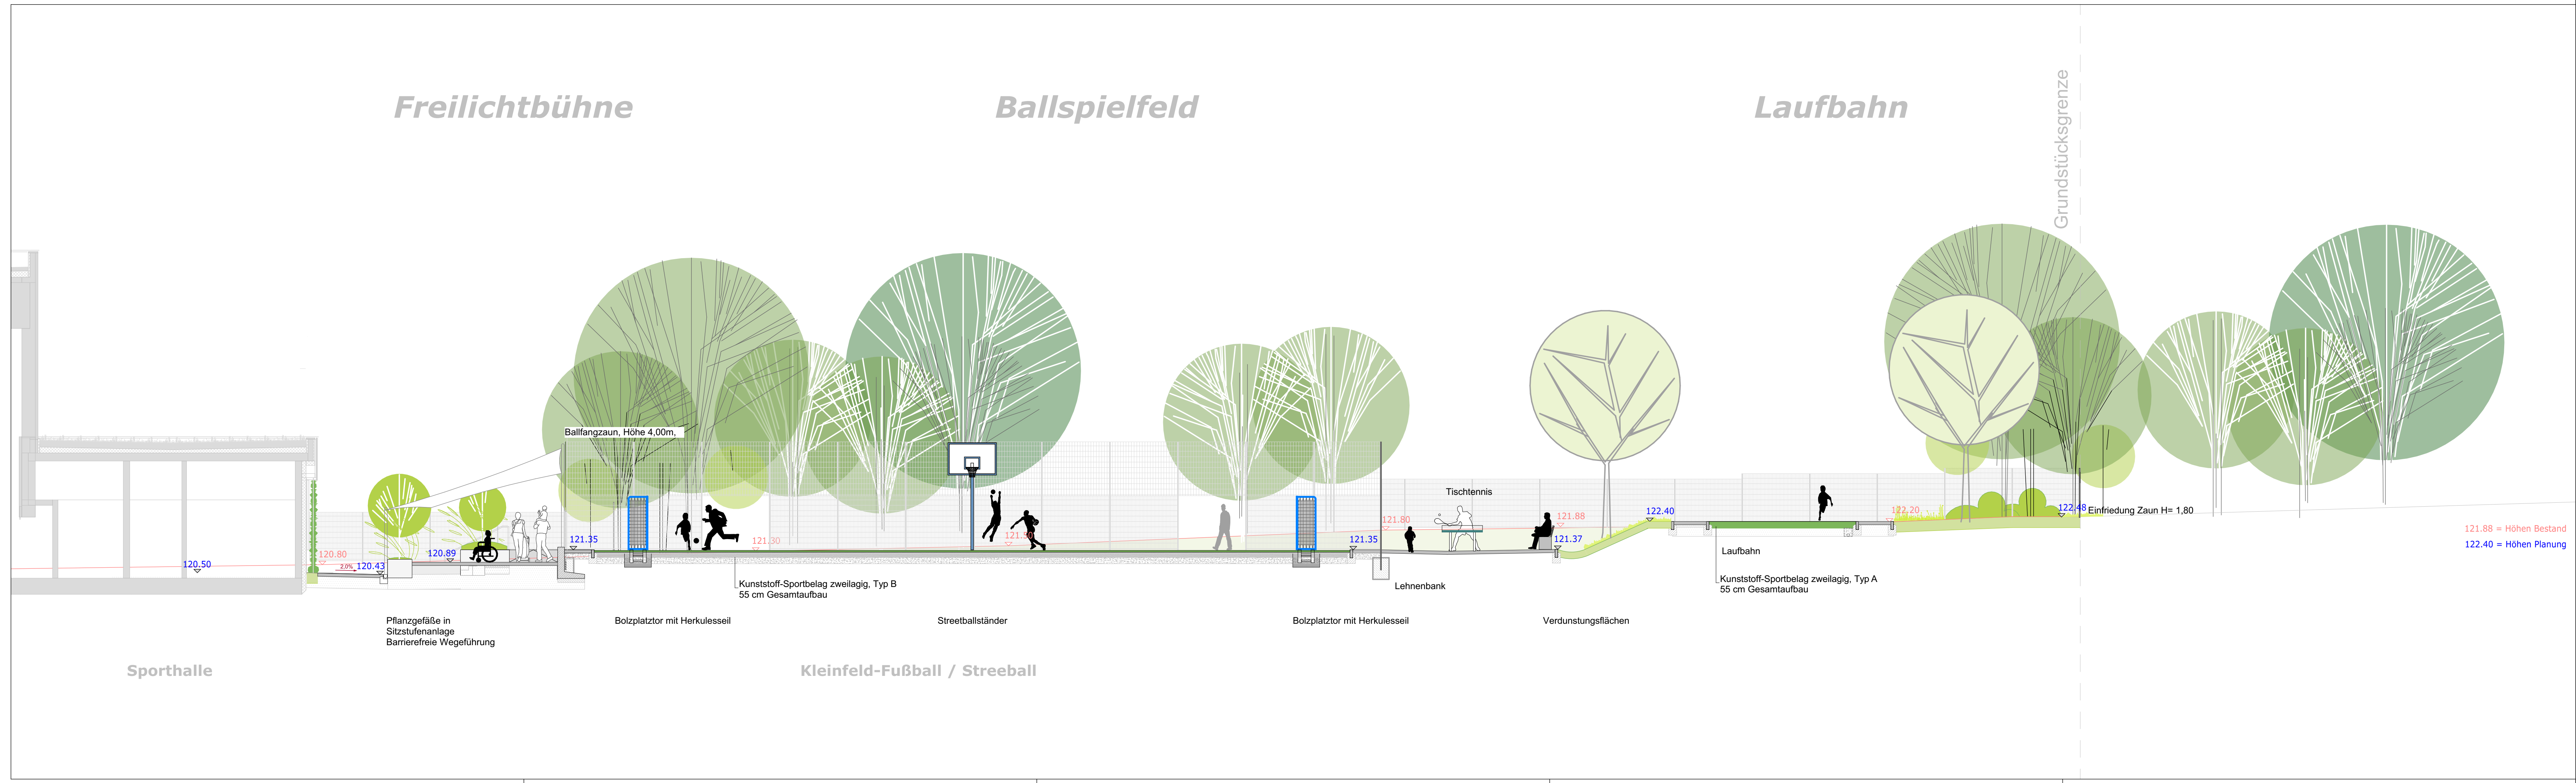 Freilichtbühne
Ballspielfeld
Laufbahn
Grundstücksgrenze
Ballfangzaun, Höhe 4,00m,
Tischtennis
120.50
120.80
2,0%
120.43
120.89
121.35
121.30
121.50
121.80
121.35
121.88
121.37
122.40
122.20
122.48
Einfriedung Zaun H= 1,80
121.88 = Höhen Bestand
122.40 = Höhen Planung
Laufbahn
Kunststoff-Sportbelag zweilagig, Typ B
55 cm Gesamtaufbau
Lehnenbank
Kunststoff-Sportbelag zweilagig, Typ A
55 cm Gesamtaufbau
Pflanzgefäße in
Sitzstufenanlage
Barrierefreie Wegeführung
Bolzplatztor mit Herkulesseil
Streetballständer
Bolzplatztor mit Herkulesseil
Verdunstungsflächen
Sporthalle
Kleinfeld-Fußball / Streeball